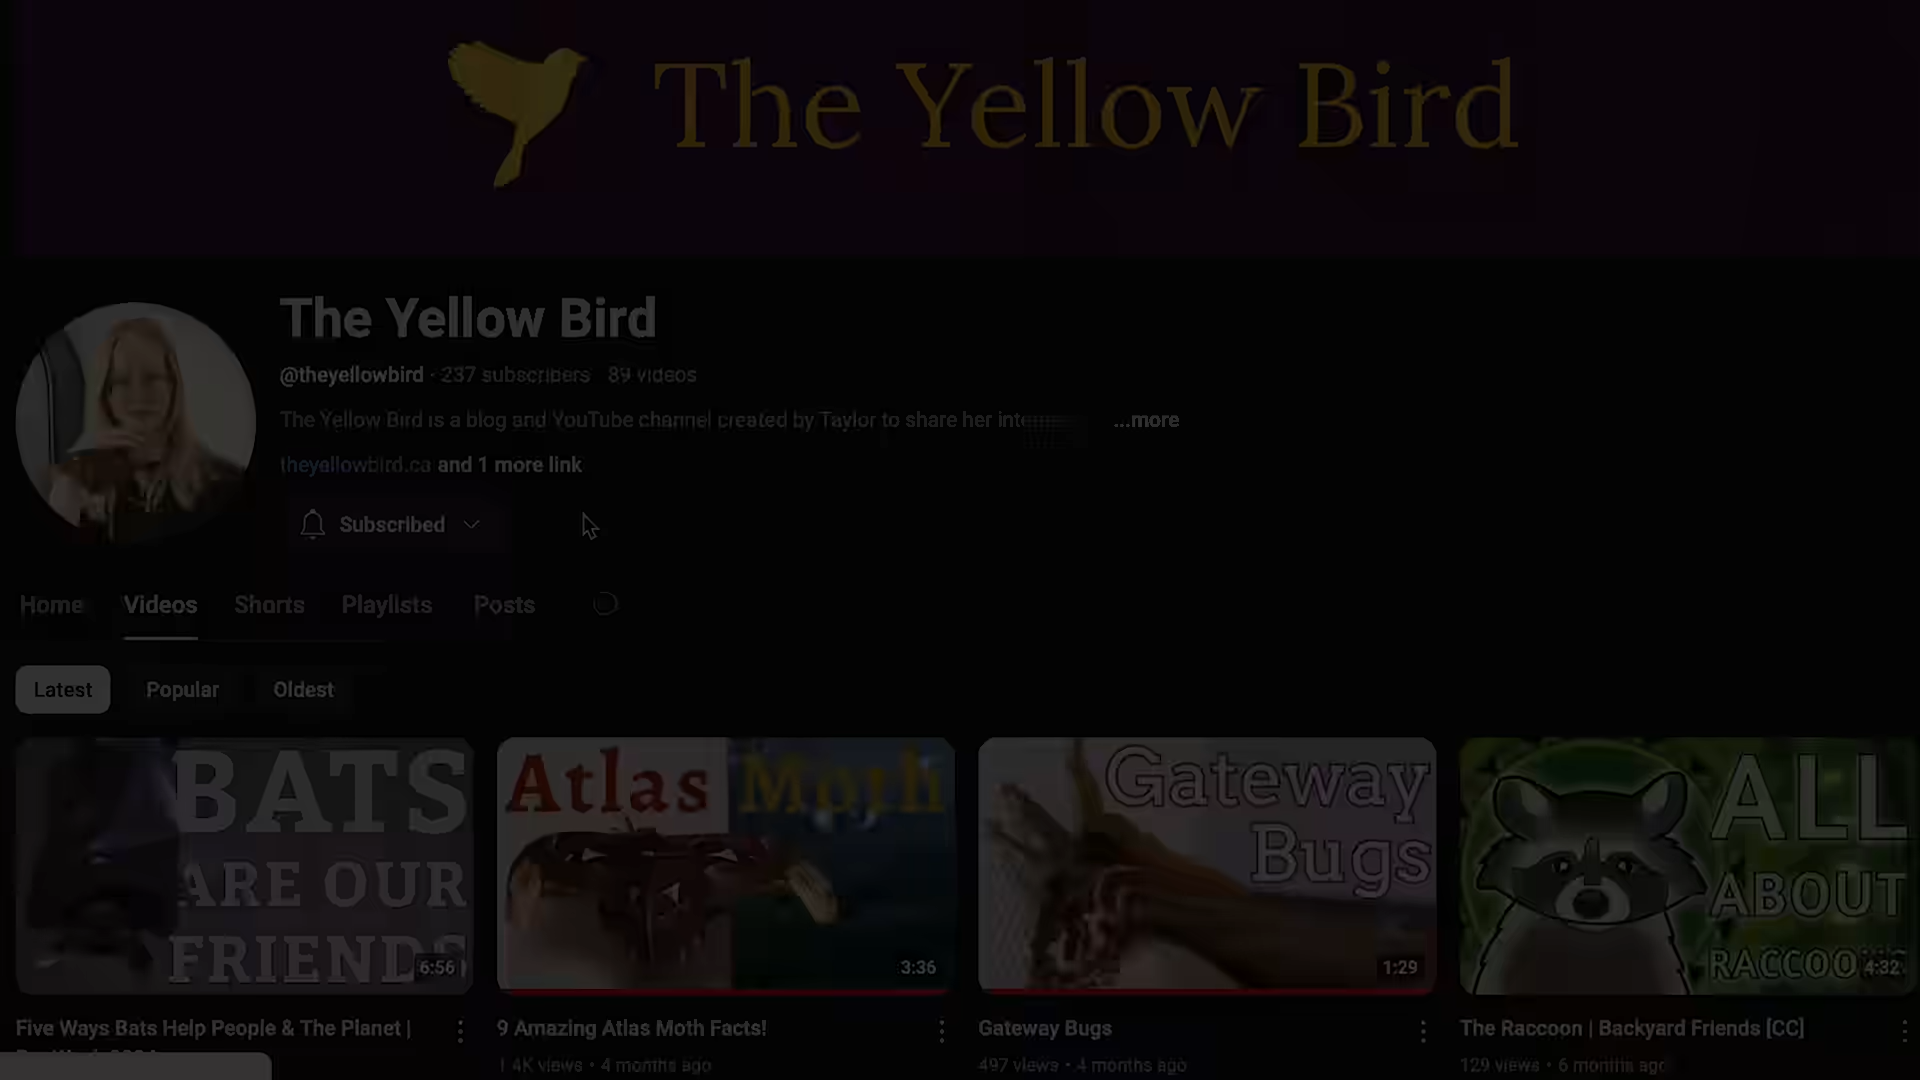 The Yellow Bird
The Yellow Bird
@theyellowbird · 237 subscribers 89 videos
The Yellow Bird is a blog and YouTube channel created by Taylor to share her ...more
theyellowbird.ca and 1 more link
Subscribed
Home Videos Shorts Playlists Posts
Latest Popular Oldest
BATS
ARE OUR
FRIENDS
6:56
Atlas Moth
3:36
Gateway
Bugs
1:29
ALL
ABOUT
RACCOONS
4:32
Five Ways Bats Help People & The Planet |
9 Amazing Atlas Moth Facts!
1.4K views · 4 months ago
Gateway Bugs
497 views · 4 months ago
The Raccoon | Backyard Friends [CC]
129 views · 6 months ago